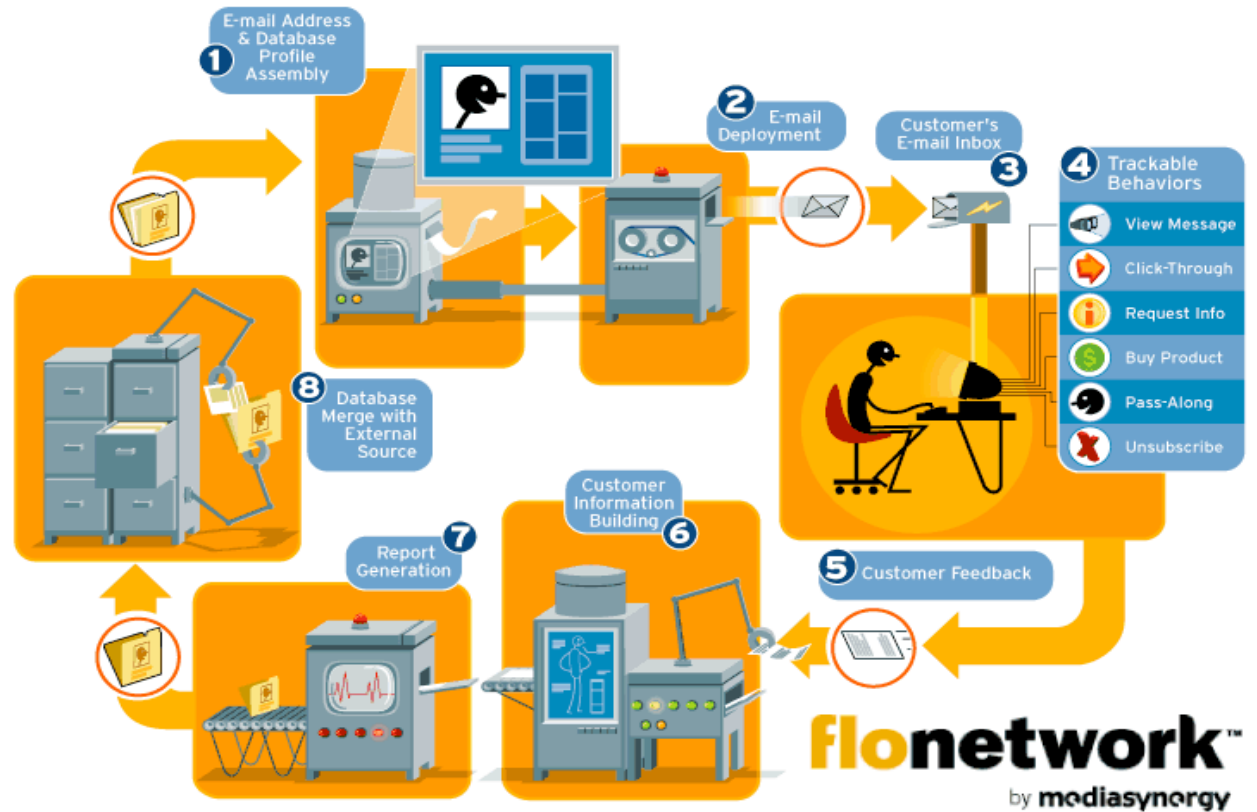 1
E-mail Address
& Database
Profile
Assembly
2
E-mail
Deployment
Customer's
E-mail Inbox
3
4
Trackable
Behaviors
View Message
Click-Through
Request Info
Buy Product
Pass-Along
Unsubscribe
5
Customer Feedback
Customer
Information
Building
6
7
Report
Generation
8
Database
Merge with
External
Source
flonetwork™
by mediasynergy